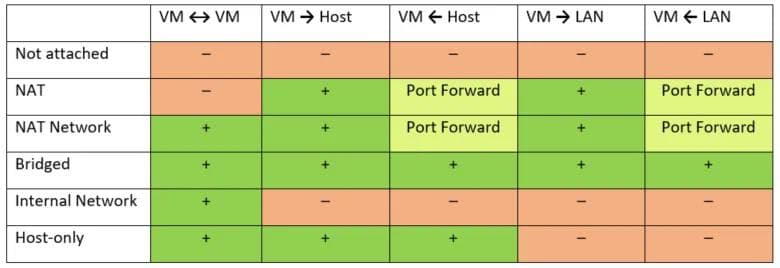 VM ↔ VM VM → Host VM ← Host VM → LAN VM ← LAN
Not attached – – – – –
NAT – + Port Forward + Port Forward
NAT Network + + Port Forward + Port Forward
Bridged + + + + +
Internal Network + – – – –
Host-only + + + – –